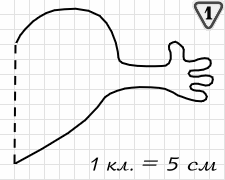 1
1 кл. = 5 см